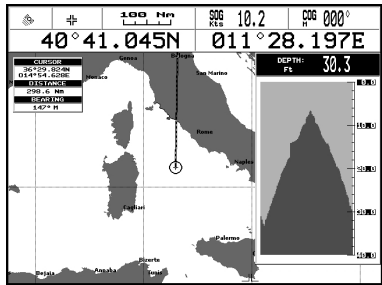 100 Nm
SOG Kts 10.2
COG M 000°
40°41.045N 011°28.197E
CURSOR
36°29.824N
014°54.628E
DISTANCE
298.6 Nm
BEARING
147° M
DEPTH: Ft 30.3
Genoa
Bologna
Monaco
San Marino
Rome
Naples
Cagliari
Palermo
Bizerte
Bejaia
Annaba
Tunis
0.0
10.0
20.0
30.0
40.0